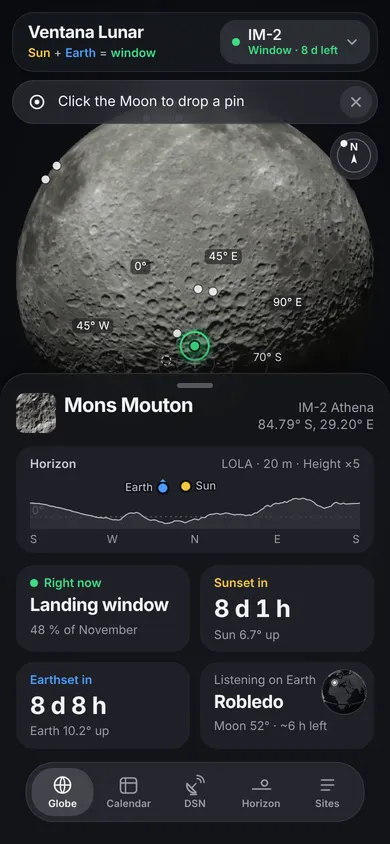 Ventana Lunar
Sun + Earth = window
IM-2
Window · 8 d left
Click the Moon to drop a pin
N
45° E
0°
90° E
45° W
70° S
Mons Mouton
IM-2 Athena
84.79° S, 29.20° E
Horizon
LOLA · 20 m · Height ×5
Earth
Sun
0°
S
W
N
E
S
Right now
Landing window
48 % of November
Sunset in
8 d 1 h
Sun 6.7° up
Earthset in
8 d 8 h
Earth 10.2° up
Listening on Earth
Robledo
Moon 52° · ~6 h left
Globe
Calendar
DSN
Horizon
Sites